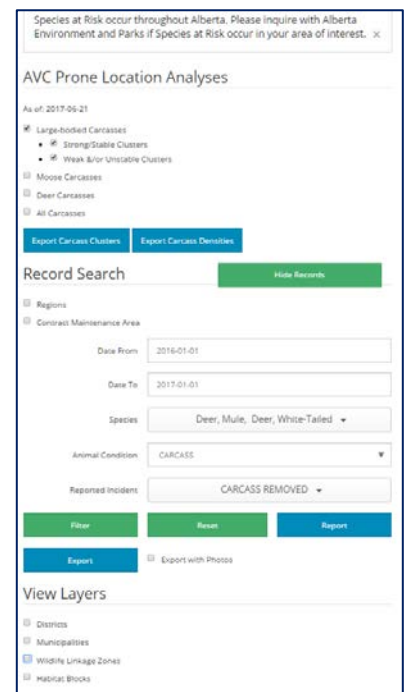 Species at Risk occur throughout Alberta. Please inquire with Alberta
Environment and Parks if Species at Risk occur in your area of interest. ×
AVC Prone Location Analyses
As of: 2017-06-21
Large-bodied Carcasses
Strong/Stable Clusters
Weak &/or Unstable Clusters
Moose Carcasses
Deer Carcasses
All Carcasses
Export Carcass Clusters Export Carcass Densities
Record Search Hide Records
Regions
Contract Maintenance Area
Date From 2016-01-01
Date To 2017-01-01
Species Deer, Mule, Deer, White-Tailed
Animal Condition CARCASS
Reported Incident CARCASS REMOVED
Filter Reset Report
Export Export with Photos
View Layers
Districts
Municipalities
Wildlife Linkage Zones
Habitat Blocks